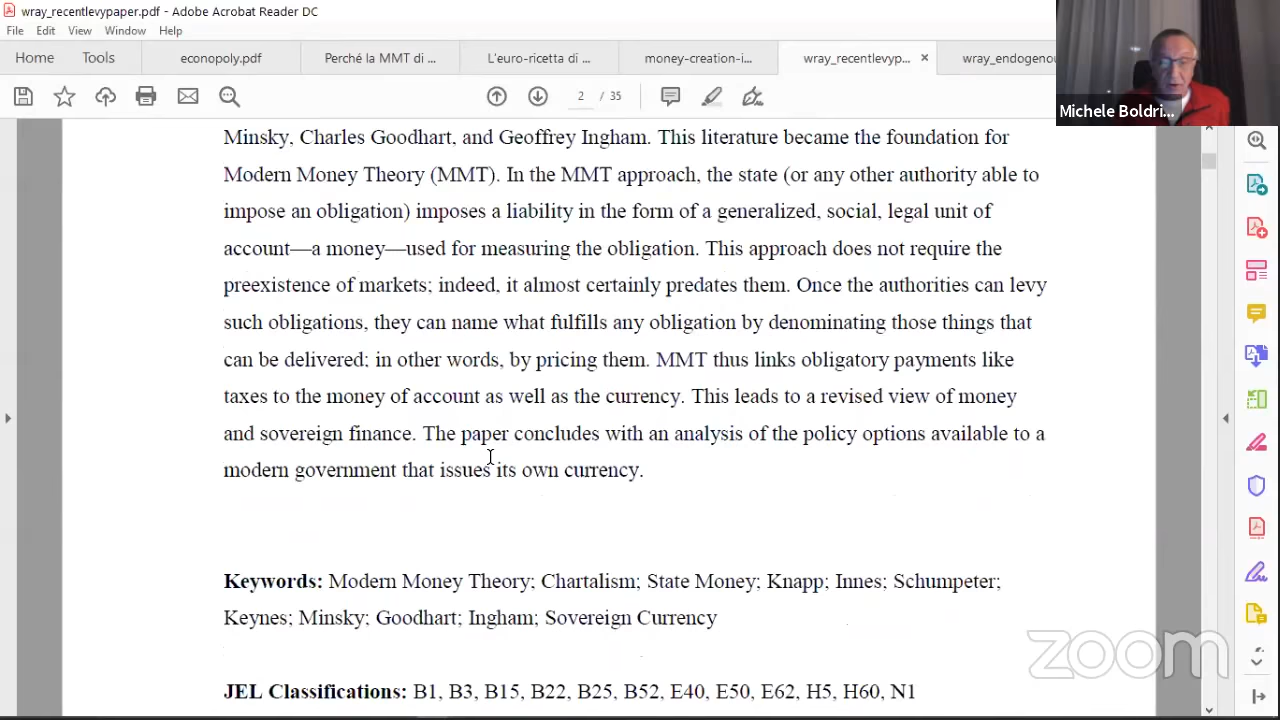 wray_recentlevypaper.pdf - Adobe Acrobat Reader DC
File Edit View Window Help
Home Tools econopoly.pdf Perché la MMT di ... L'euro-ricetta di ... money-creation-i... wray_recentlevyp... × wray_endogenou
2 / 35
Michele Boldri...
Minsky, Charles Goodhart, and Geoffrey Ingham. This literature became the foundation for
Modern Money Theory (MMT). In the MMT approach, the state (or any other authority able to
impose an obligation) imposes a liability in the form of a generalized, social, legal unit of
account—a money—used for measuring the obligation. This approach does not require the
preexistence of markets; indeed, it almost certainly predates them. Once the authorities can levy
such obligations, they can name what fulfills any obligation by denominating those things that
can be delivered; in other words, by pricing them. MMT thus links obligatory payments like
taxes to the money of account as well as the currency. This leads to a revised view of money
and sovereign finance. The paper concludes with an analysis of the policy options available to a
modern government that issues its own currency.
Keywords: Modern Money Theory; Chartalism; State Money; Knapp; Innes; Schumpeter;
Keynes; Minsky; Goodhart; Ingham; Sovereign Currency
JEL Classifications: B1, B3, B15, B22, B25, B52, E40, E50, E62, H5, H60, N1
zoom